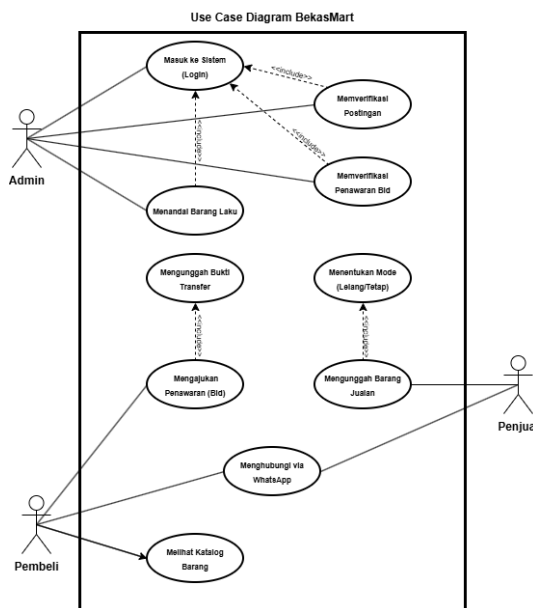 Use Case Diagram BekasMart
Masuk ke Sistem
(Login)
<<include>>
Memverifikasi
Postingan
<<include>>
<<include>>
Admin
Memverifikasi
Penawaran Bid
Menandai Barang Laku
Mengunggah Bukti
Transfer
Menentukan Mode
(Lelang/Tetap)
<<include>>
<<include>>
Mengajukan
Penawaran (Bid)
Mengunggah Barang
Jualan
Penjual
Menghubungi via
WhatsApp
Melihat Katalog
Barang
Pembeli